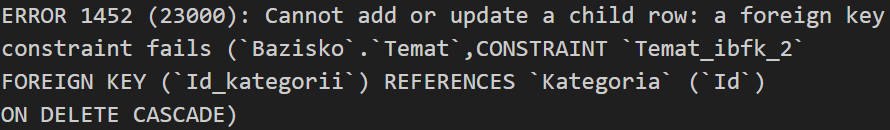 ERROR 1452 (23000): Cannot add or update a child row: a foreign key
constraint fails (`Bazisko`.`Temat`,CONSTRAINT `Temat_ibfk_2`
FOREIGN KEY (`Id_kategorii`) REFERENCES `Kategoria` (`Id`)
ON DELETE CASCADE)